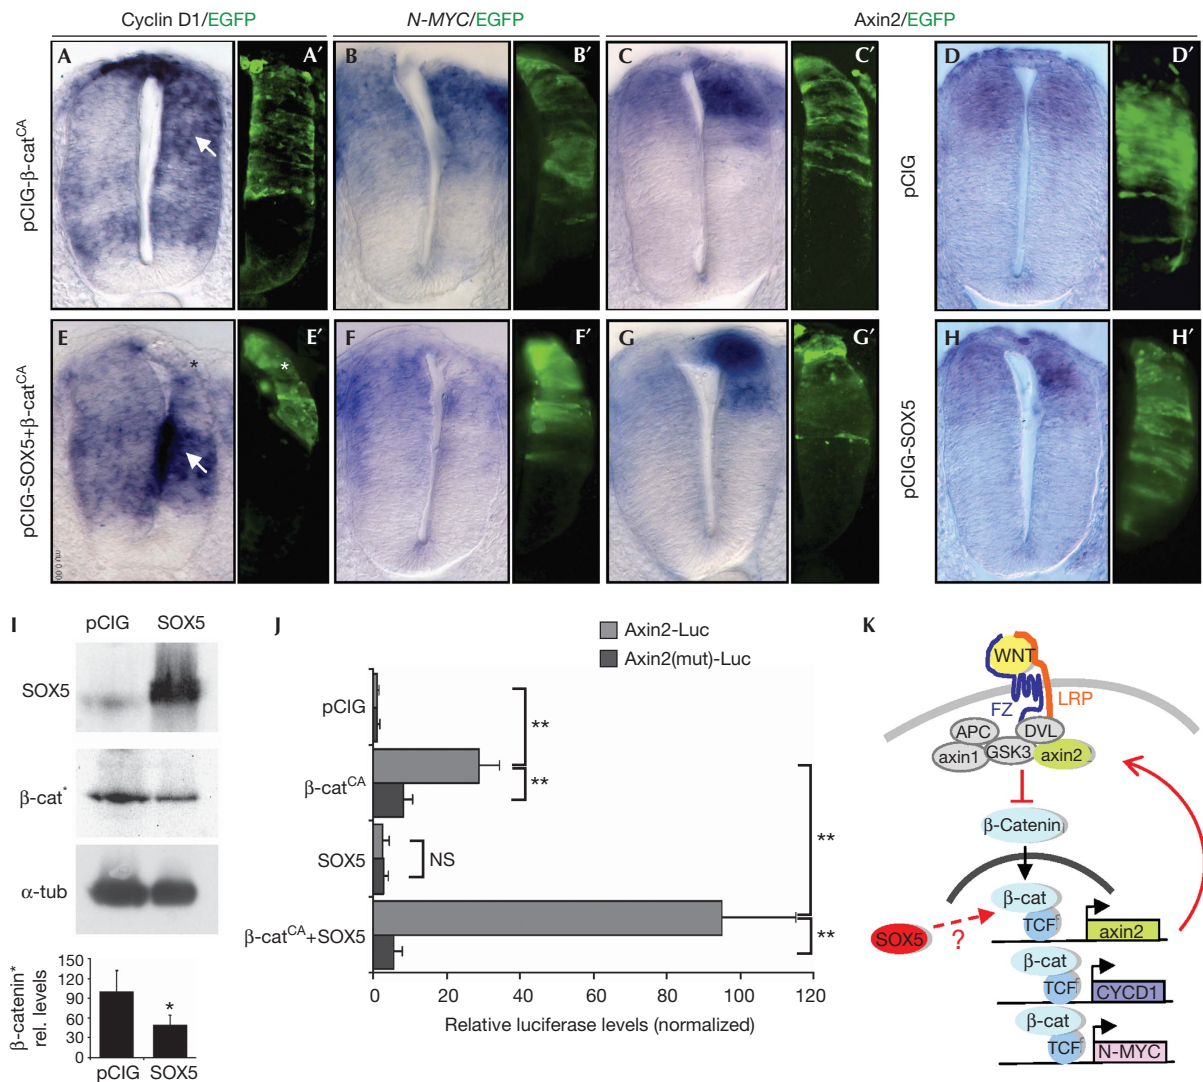 Cyclin D1/EGFP
N-MYC/EGFP
Axin2/EGFP
pCIG-β-cat^CA
A
A′
B
B′
C
C′
pCIG
D
D′
pCIG-SOX5+β-cat^CA
E
*
E′
*
F
F′
G
G′
pCIG-SOX5
H
H′
I
pCIG SOX5
SOX5
β-cat*
α-tub
β-catenin*
rel. levels
150
120
90
60
30
0
*
pCIG SOX5
J
Axin2-Luc
Axin2(mut)-Luc
pCIG
**
β-cat^CA
**
SOX5
NS
**
β-cat^CA+SOX5
**
0 20 40 60 80 100 120
Relative luciferase levels (normalized)
K
WNT
FZ
LRP
APC
DVL
axin1
GSK3
axin2
β-Catenin
β-cat
TCF
SOX5
?
axin2
β-cat
TCF
CYCD1
β-cat
TCF
N-MYC